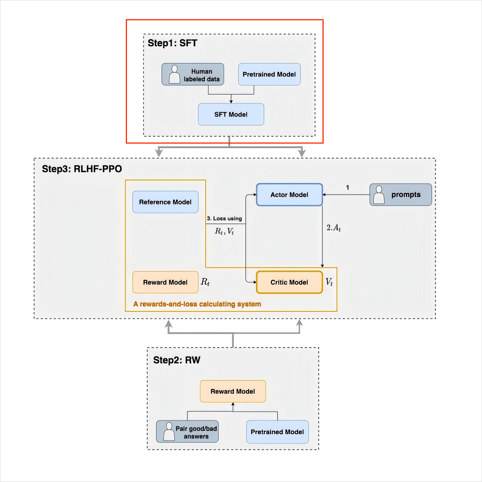 Step1: SFT
Human
labeled data
Pretrained Model
SFT Model
Step3: RLHF-PPO
Reference Model
3. Loss using
R_t, V_t
Actor Model
1
prompts
2. A_t
Reward Model
R_t
Critic Model
V_t
A rewards-and-loss calculating system
Step2: RW
Reward Model
Pair good/bad
answers
Pretrained Model